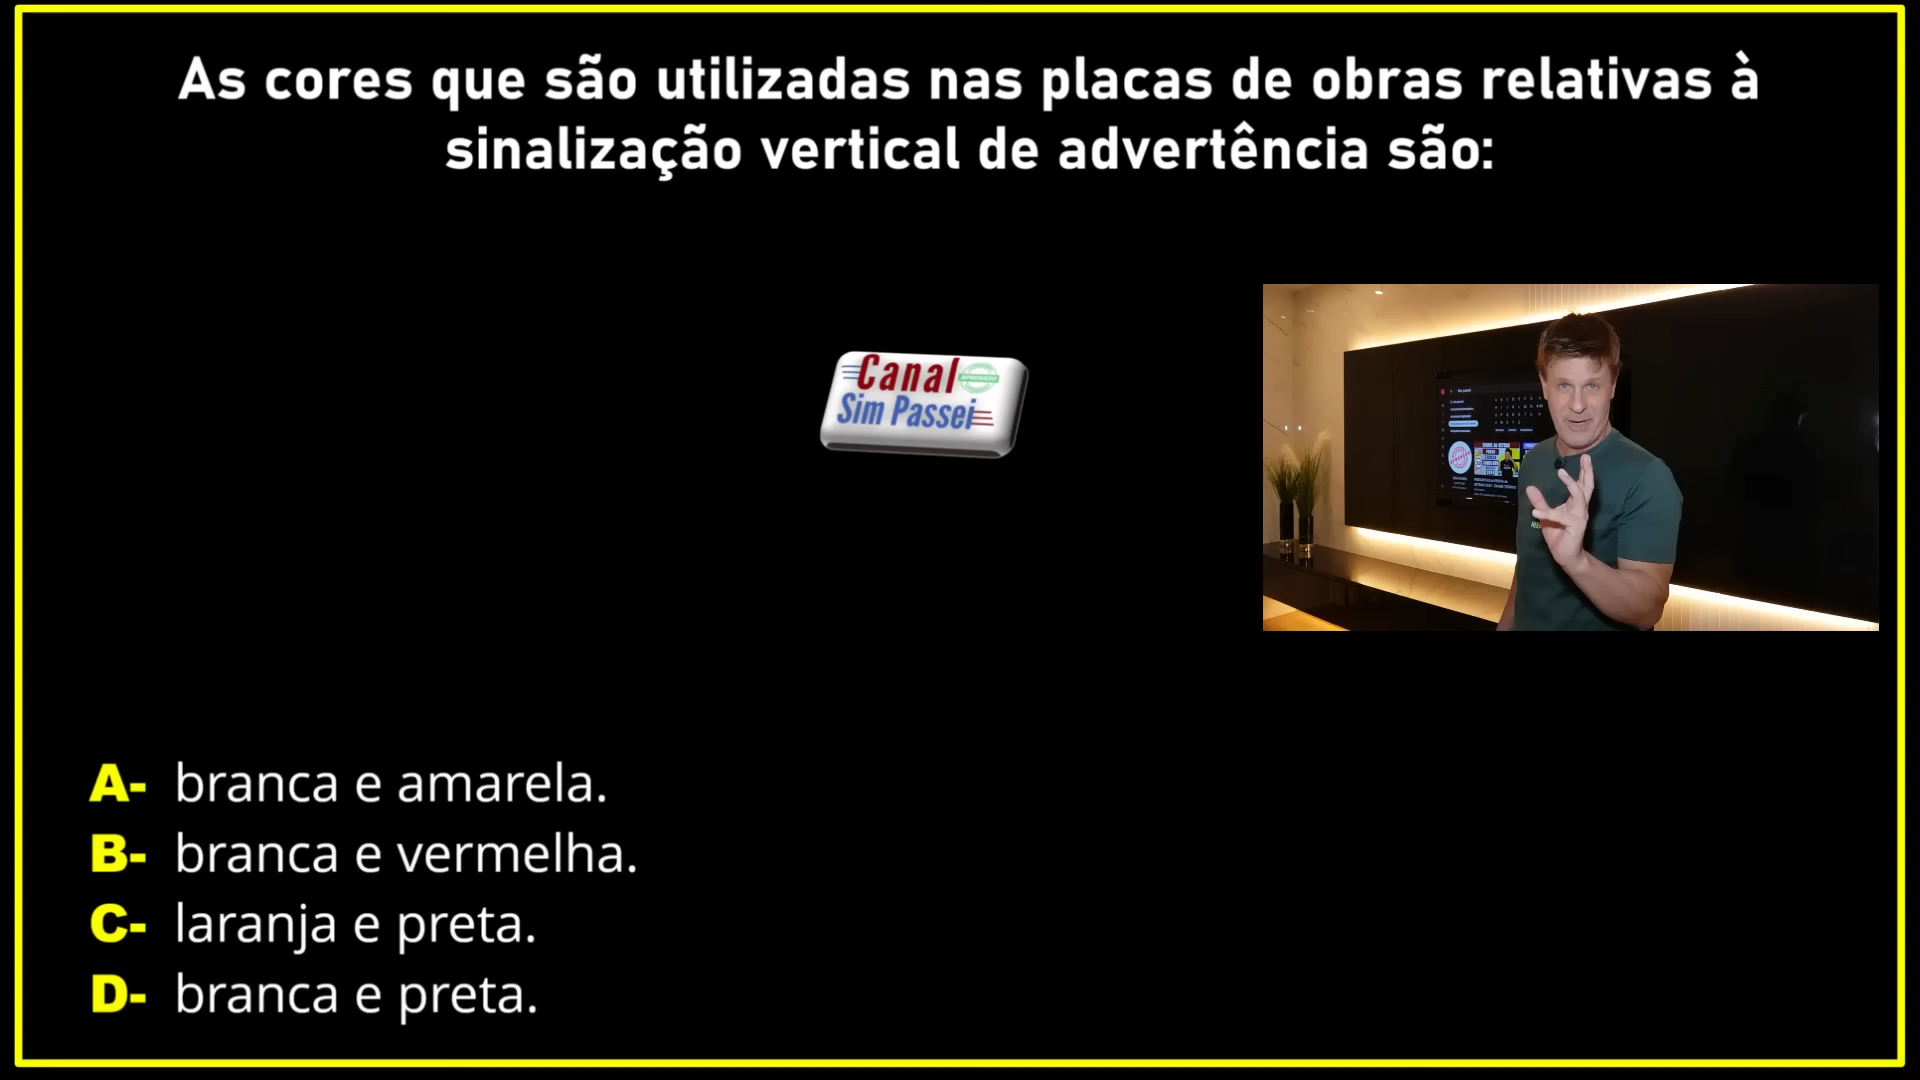 As cores que são utilizadas nas placas de obras relativas à
sinalização vertical de advertência são:
Canal
APROVADO
Sim Passei
A- branca e amarela.
B- branca e vermelha.
C- laranja e preta.
D- branca e preta.